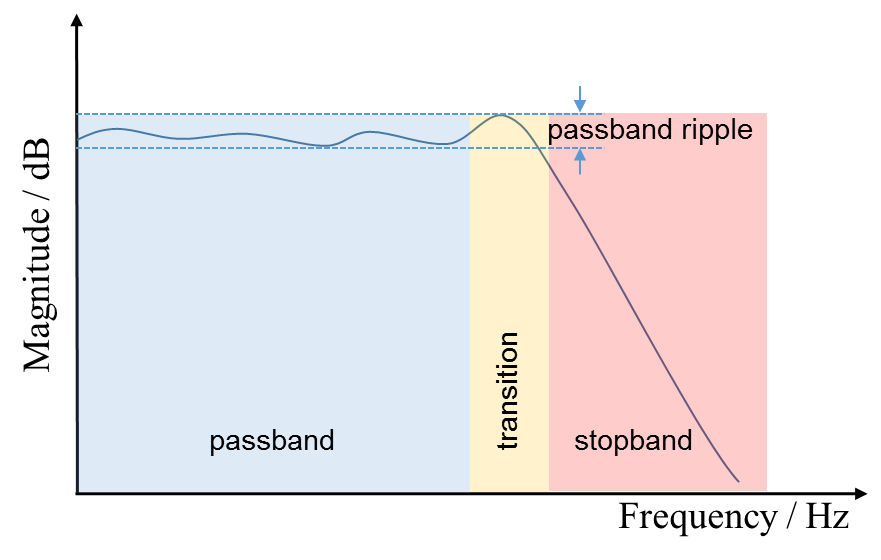 passband ripple
Magnitude / dB
transition
passband
stopband
Frequency / Hz